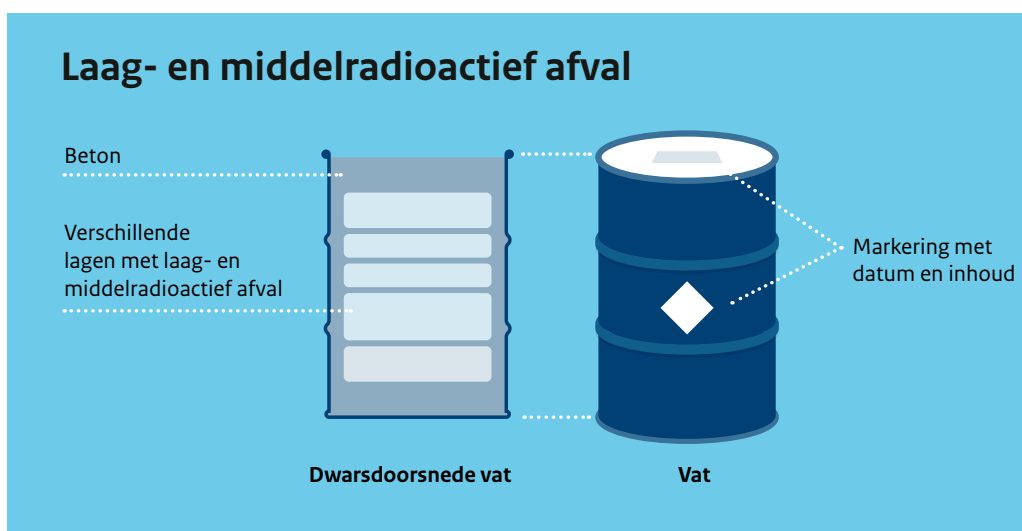 Laag- en middelradioactief afval
Beton
Verschillende
lagen met laag- en
middelradioactief afval
Markering met
datum en inhoud
Dwarsdoorsnede vat
Vat